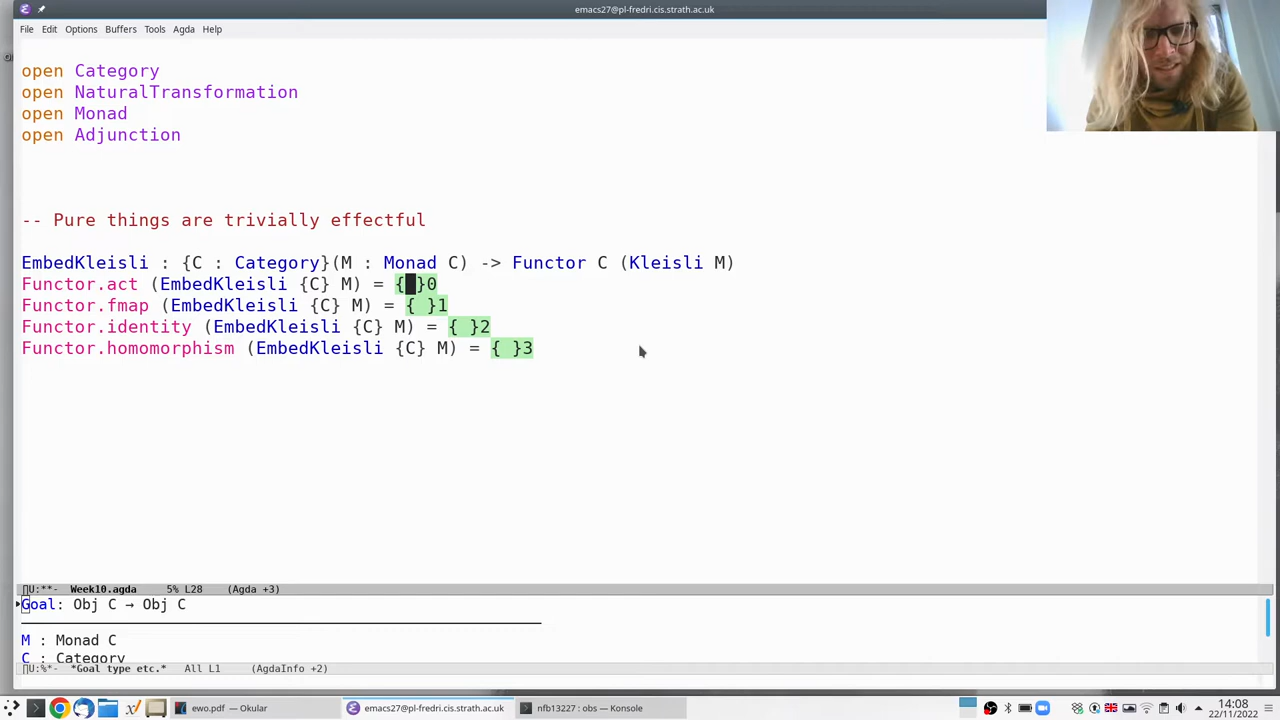 emacs27@pl-fredri.cis.strath.ac.uk
File Edit Options Buffers Tools Agda Help
open Category
open NaturalTransformation
open Monad
open Adjunction
-- Pure things are trivially effectful
EmbedKleisli : {C : Category}(M : Monad C) -> Functor C (Kleisli M)
Functor.act (EmbedKleisli {C} M) = { }0
Functor.fmap (EmbedKleisli {C} M) = { }1
Functor.identity (EmbedKleisli {C} M) = { }2
Functor.homomorphism (EmbedKleisli {C} M) = { }3
U:**- Week10.agda 5% L28 (Agda +3)
Goal: Obj C → Obj C
M : Monad C
C : Category
U:%*- *Goal type etc.* All L1 (AgdaInfo +2)
ewo.pdf — Okular
emacs27@pl-fredri.cis.strath.ac.uk
nfb13227 : obs — Konsole
14:08
22/11/2022